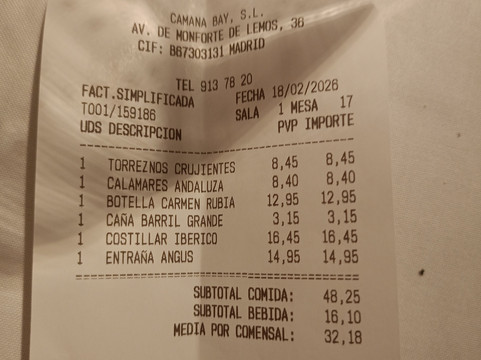 CAMANA BAY, S.L.
AV. DE MONFORTE DE LEMOS, 36
CIF: B67303131 MADRID
TEL 913 78 20
FACT.SIMPLIFICADA FECHA 18/02/2026
T001/159186 SALA 1 MESA 17
UDS DESCRIPCION PVP IMPORTE
1 TORREZNOS CRUJIENTES 8,45 8,45
1 CALAMARES ANDALUZA 8,40 8,40
1 BOTELLA CARMEN RUBIA 12,95 12,95
1 CAÑA BARRIL GRANDE 3,15 3,15
1 COSTILLAR IBERICO 16,45 16,45
1 ENTRAÑA ANGUS 14,95 14,95
SUBTOTAL COMIDA: 48,25
SUBTOTAL BEBIDA: 16,10
MEDIA POR COMENSAL: 32,18